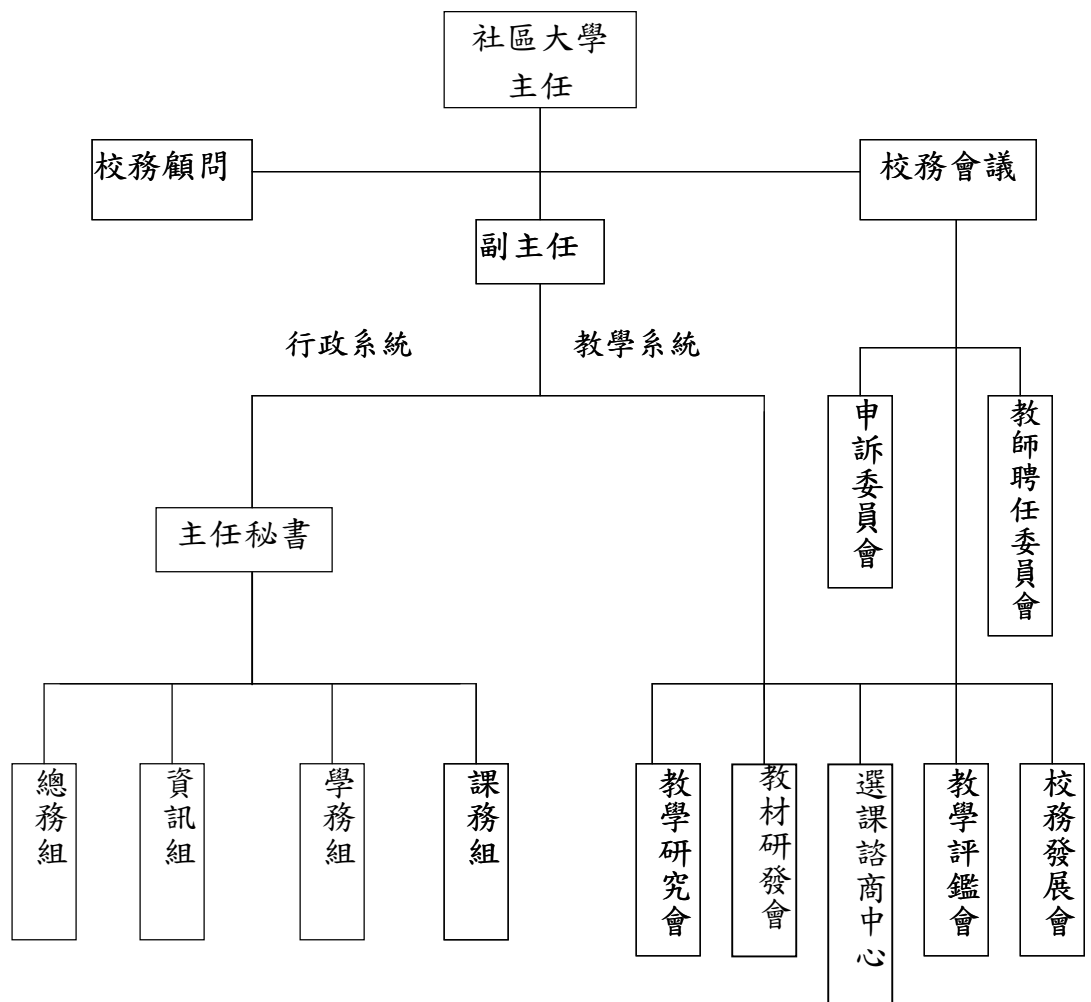 社區大學
主任
校務顧問
校務會議
副主任
行政系統
教學系統
申訴委員會
教師聘任委員會
主任秘書
總務組
資訊組
學務組
課務組
教學研究會
教材研發會
選課諮商中心
教學評鑑會
校務發展會